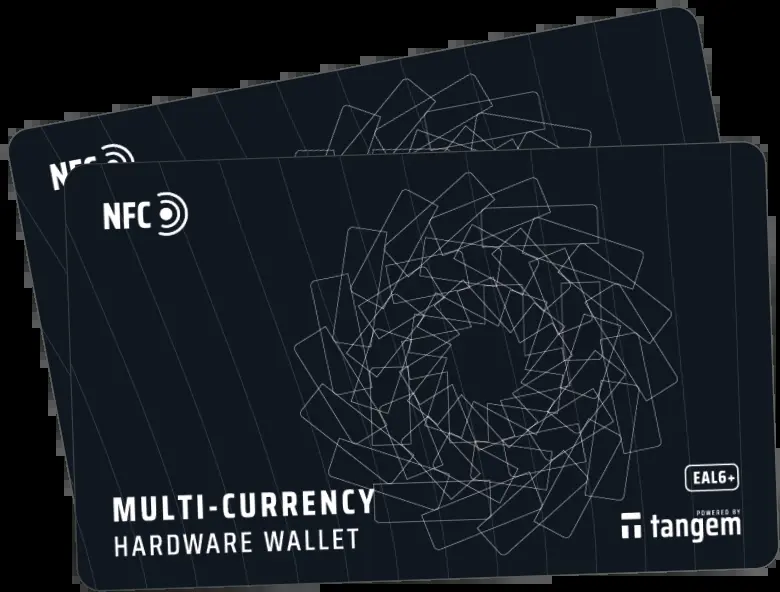 NFC
NFC
MULTI-CURRENCY
HARDWARE WALLET
EAL6+
POWERED BY
tangem